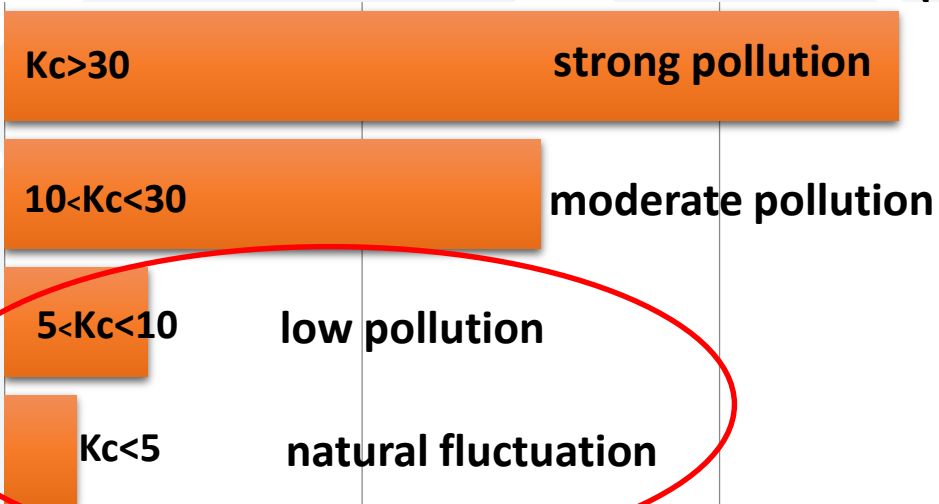 Kc>30 strong pollution
10<Kc<30 moderate pollution
5<Kc<10 low pollution
Kc<5 natural fluctuation